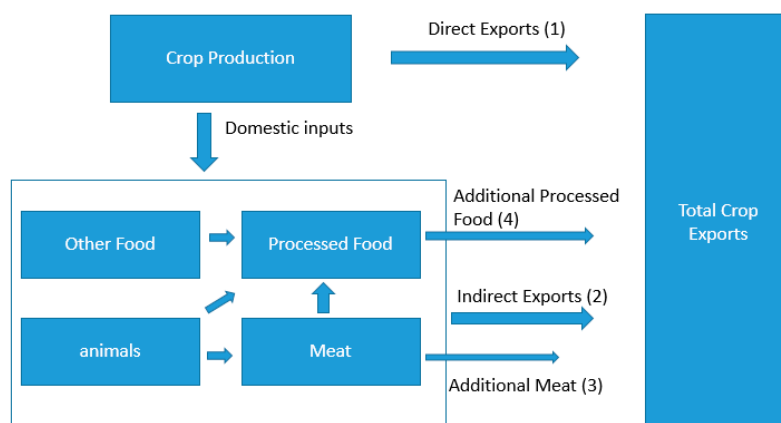 Direct Exports (1)
Crop Production
Domestic inputs
Additional Processed
Food (4)
Total Crop
Exports
Other Food
Processed Food
Indirect Exports (2)
animals
Meat
Additional Meat (3)